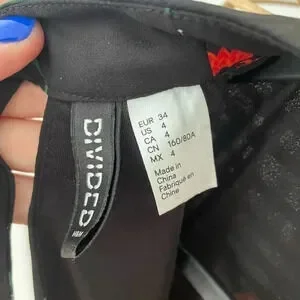 DIVIDED
H&M
EUR 34
US 4
CA 4
CN 160/80A
MX 4
Made in
China
Fabriqué en
Chine